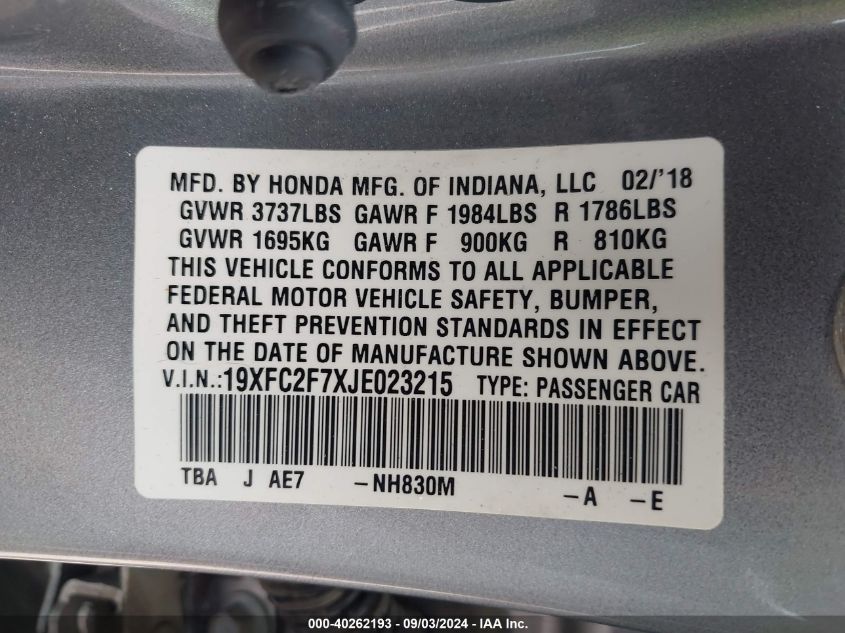 MFD. BY HONDA MFG. OF INDIANA, LLC 02/'18
GVWR 3737LBS GAWR F 1984LBS R 1786LBS
GVWR 1695KG GAWR F 900KG R 810KG
THIS VEHICLE CONFORMS TO ALL APPLICABLE
FEDERAL MOTOR VEHICLE SAFETY, BUMPER,
AND THEFT PREVENTION STANDARDS IN EFFECT
ON THE DATE OF MANUFACTURE SHOWN ABOVE.
V.I.N.:19XFC2F7XJE023215 TYPE: PASSENGER CAR
TBA J AE7 -NH830M -A -E
000-40262193 - 09/03/2024 - IAA Inc.